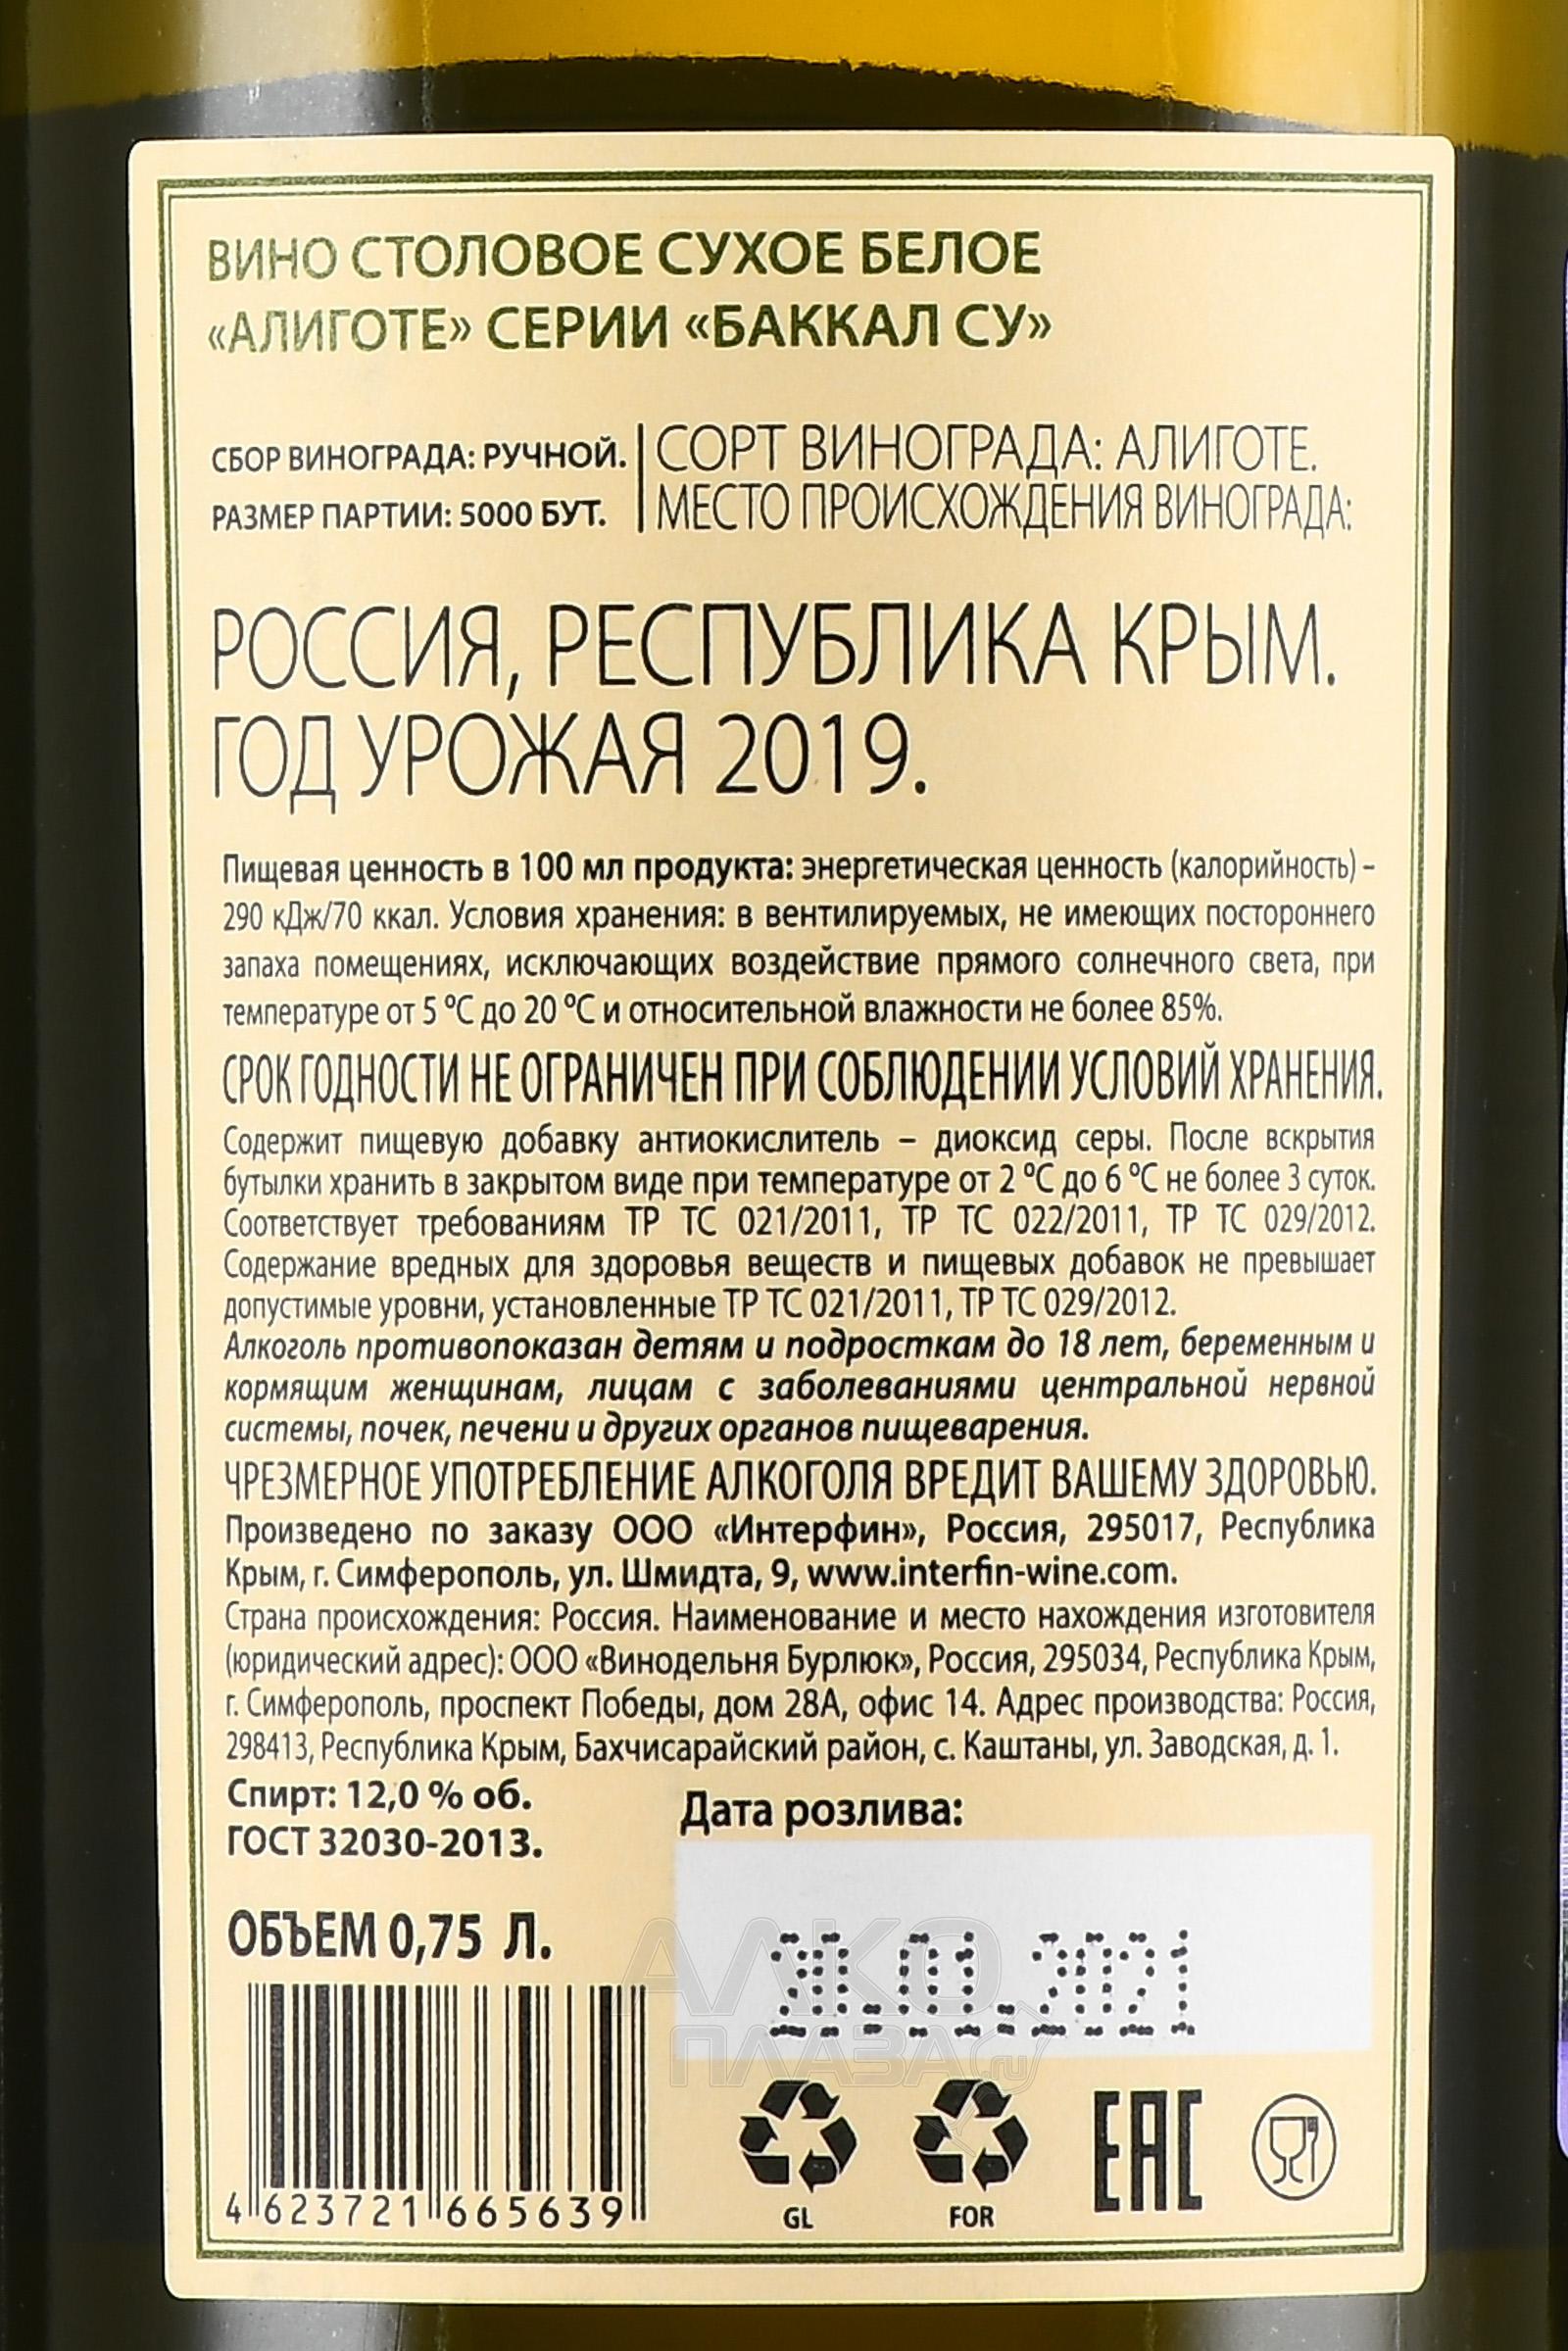 ВИНО СТОЛОВОЕ СУХОЕ БЕЛОЕ
«АЛИГОТЕ» СЕРИИ «БАККАЛ СУ»
СБОР ВИНОГРАДА: РУЧНОЙ.
РАЗМЕР ПАРТИИ: 5000 БУТ.
СОРТ ВИНОГРАДА: АЛИГОТЕ.
МЕСТО ПРОИСХОЖДЕНИЯ ВИНОГРАДА:
РОССИЯ, РЕСПУБЛИКА КРЫМ.
ГОД УРОЖАЯ 2019.
Пищевая ценность в 100 мл продукта: энергетическая ценность (калорийность) –
290 кДж/70 ккал. Условия хранения: в вентилируемых, не имеющих постороннего
запаха помещениях, исключающих воздействие прямого солнечного света, при
температуре от 5 ºС до 20 ºС и относительной влажности не более 85%.
СРОК ГОДНОСТИ НЕ ОГРАНИЧЕН ПРИ СОБЛЮДЕНИИ УСЛОВИЙ ХРАНЕНИЯ.
Содержит пищевую добавку антиокислитель – диоксид серы. После вскрытия
бутылки хранить в закрытом виде при температуре от 2 ºС до 6 ºС не более 3 суток.
Соответствует требованиям ТР ТС 021/2011, ТР ТС 022/2011, ТР ТС 029/2012.
Содержание вредных для здоровья веществ и пищевых добавок не превышает
допустимые уровни, установленные ТР ТС 021/2011, ТР ТС 029/2012.
Алкоголь противопоказан детям и подросткам до 18 лет, беременным и
кормящим женщинам, лицам с заболеваниями центральной нервной
системы, почек, печени и других органов пищеварения.
ЧРЕЗМЕРНОЕ УПОТРЕБЛЕНИЕ АЛКОГОЛЯ ВРЕДИТ ВАШЕМУ ЗДОРОВЬЮ.
Произведено по заказу ООО «Интерфин», Россия, 295017, Республика
Крым, г. Симферополь, ул. Шмидта, 9, www.interfin-wine.com.
Страна происхождения: Россия. Наименование и место нахождения изготовителя
(юридический адрес): ООО «Винодельня Бурлюк», Россия, 295034, Республика Крым,
г. Симферополь, проспект Победы, дом 28А, офис 14. Адрес производства: Россия,
298413, Республика Крым, Бахчисарайский район, с. Каштаны, ул. Заводская, д. 1.
Спирт: 12,0 % об.
ГОСТ 32030-2013.
Дата розлива:
ОБЪЕМ 0,75 Л.
АЛКО
ПЛАЗА.ru
4 623721 665639
GL
FOR
EAC